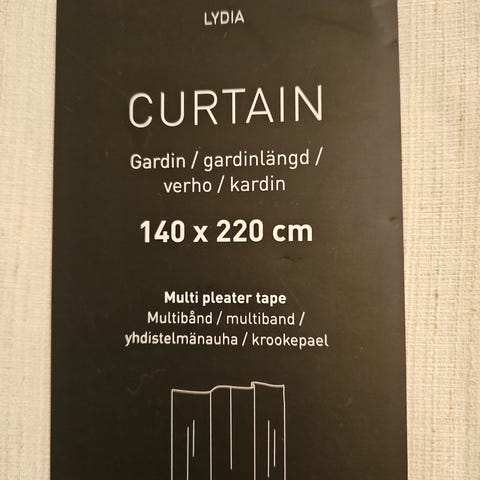 LYDIA
CURTAIN
Gardin / gardinlängd /
verho / kardin
140 x 220 cm
Multi pleater tape
Multibånd / multiband /
yhdistelmänauha / krookepael